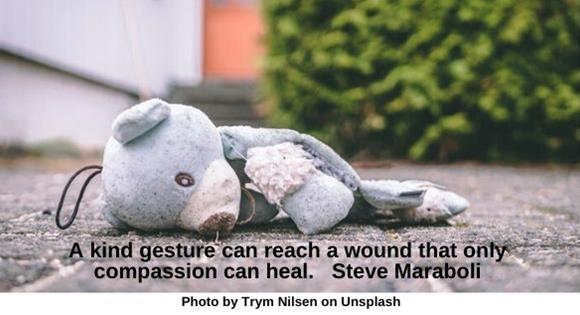 A kind gesture can reach a wound that only
compassion can heal.   Steve Maraboli
Photo by Trym Nilsen on Unsplash